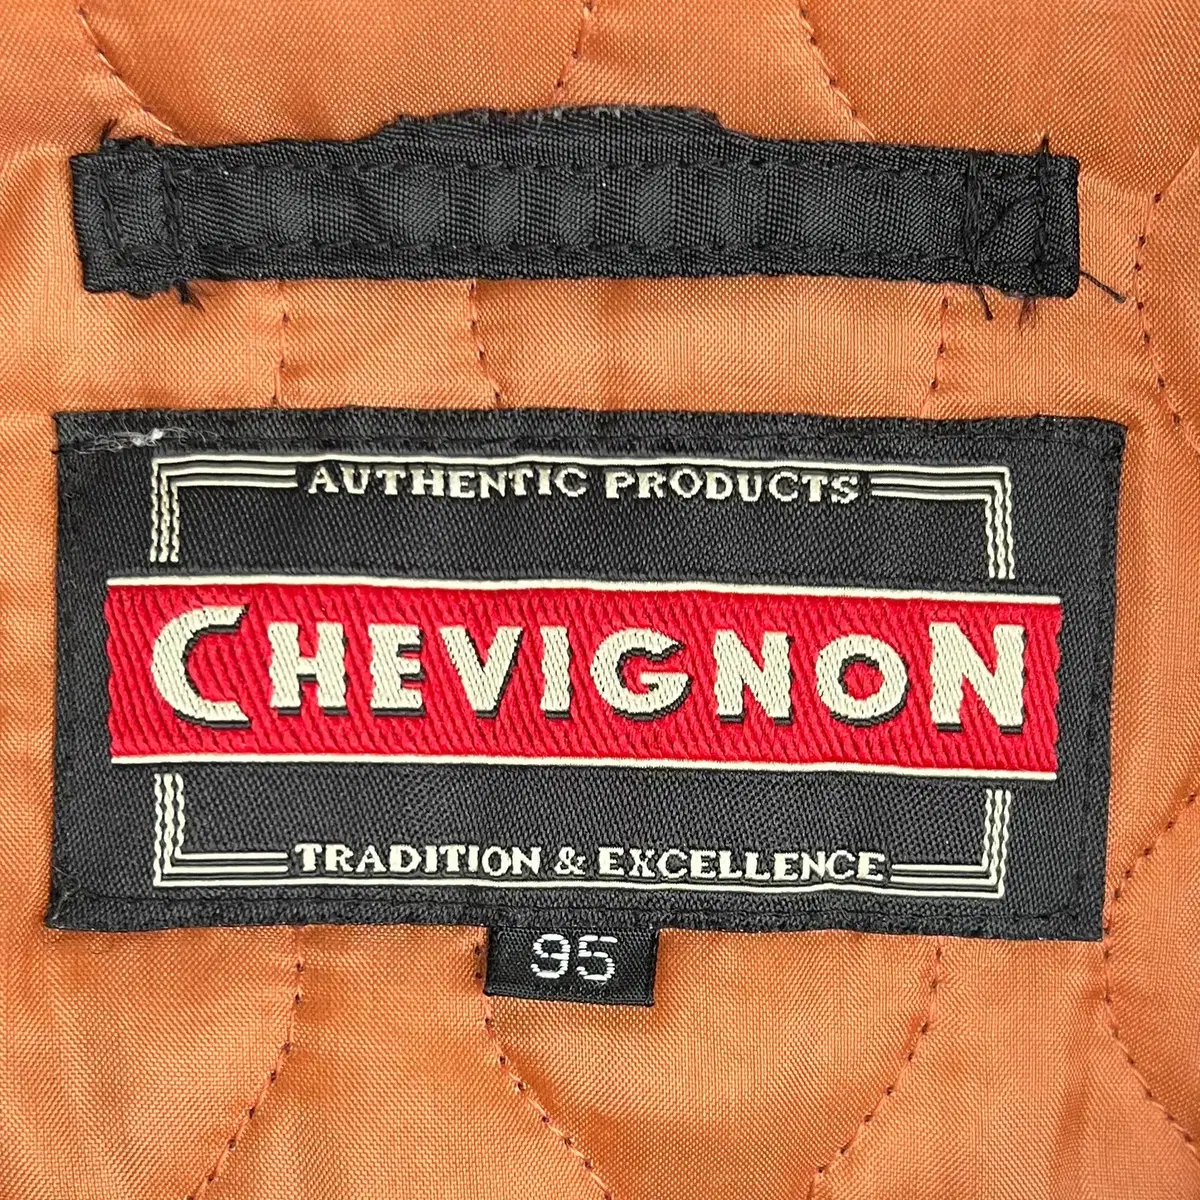 AUTHENTIC PRODUCTS
CHEVIGNON
TRADITION & EXCELLENCE
95